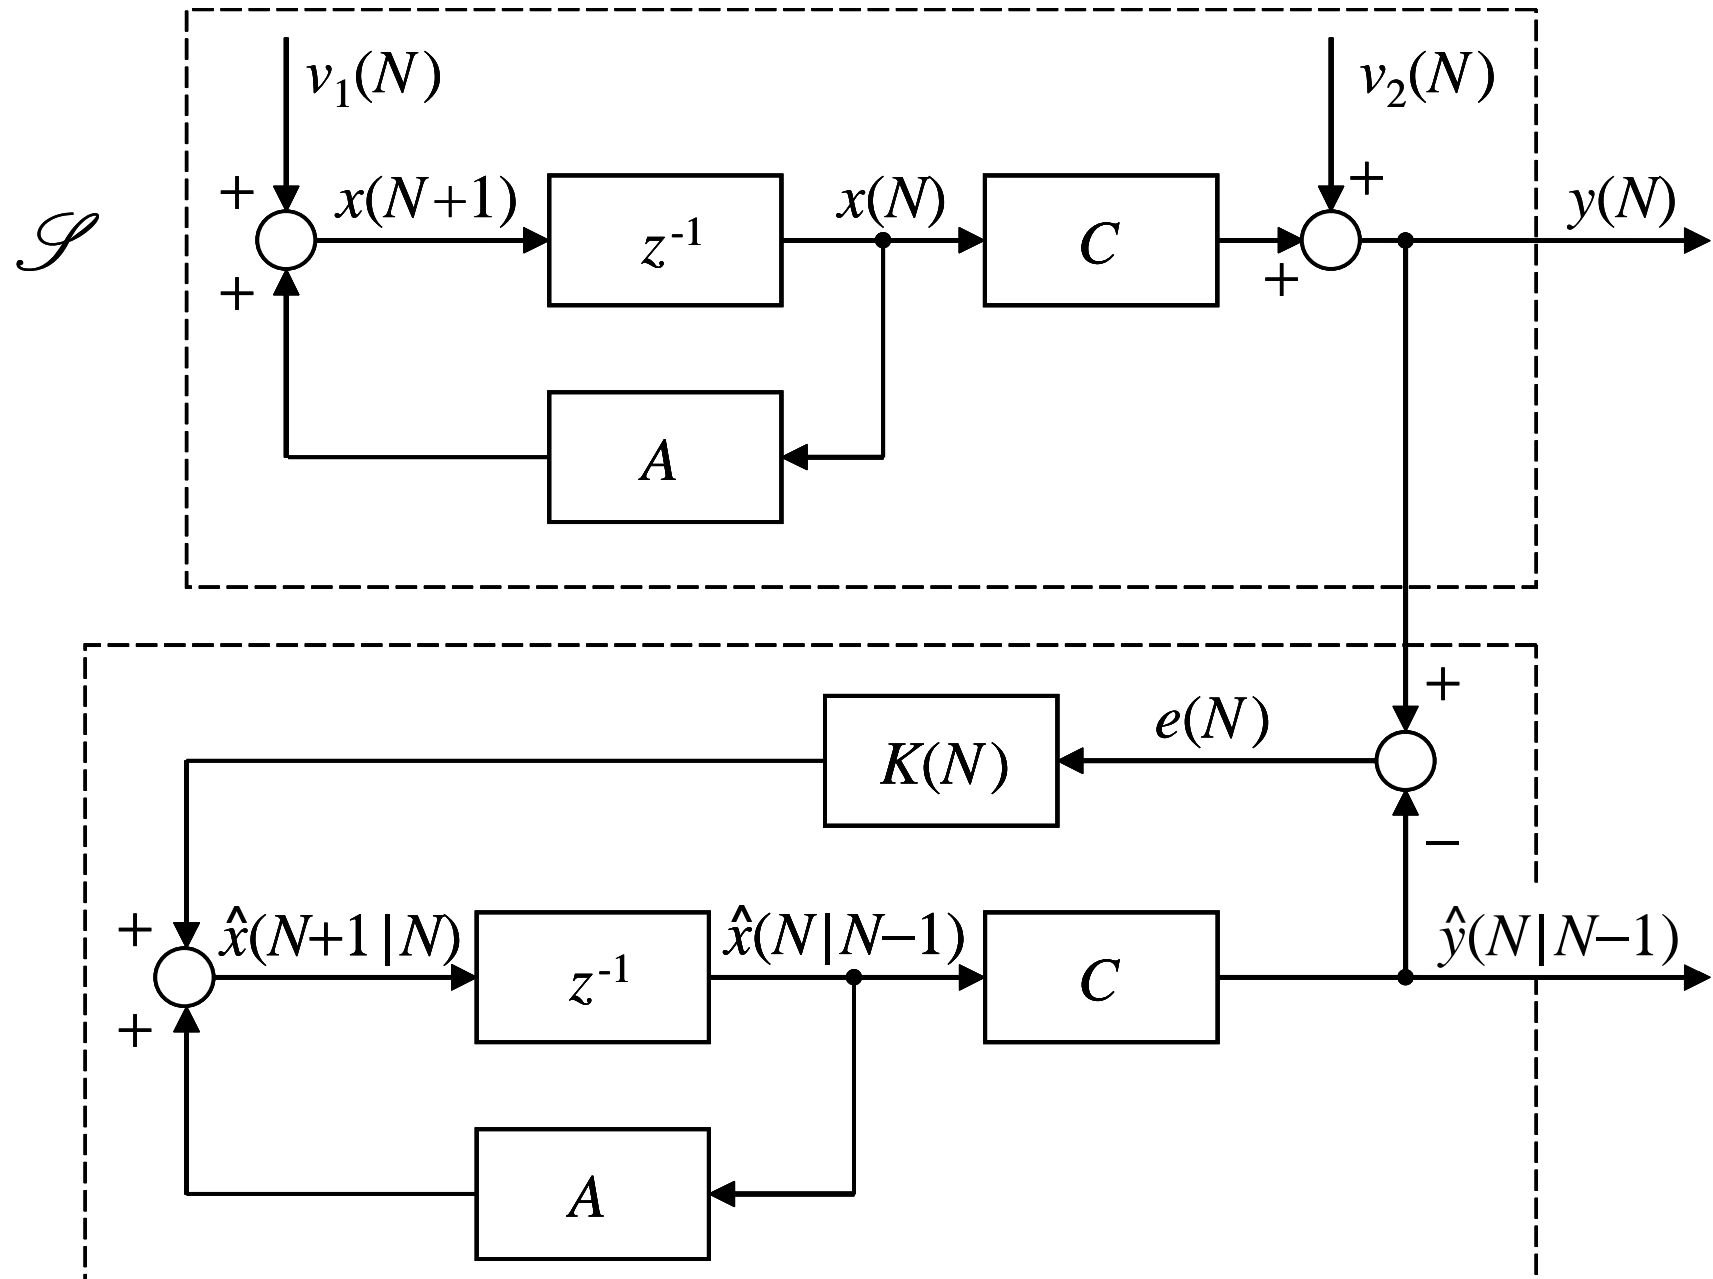 v₁(N) v₂(N)
+ x(N+1) z⁻¹ x(N) C + y(N)
𝒮
+ +
A
+
K(N) e(N)
−
+ x̂(N+1|N) z⁻¹ x̂(N|N−1) C ŷ(N|N−1)
+
A